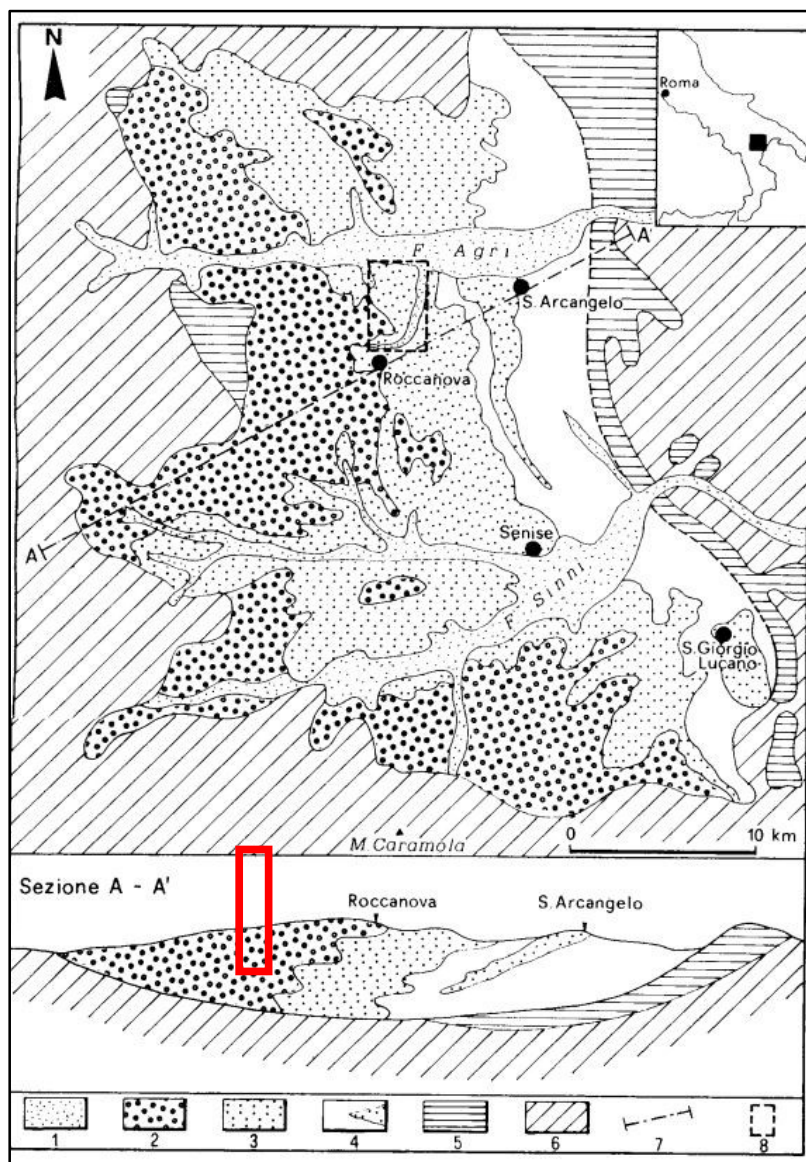 N
Roma
F. Agri
A'
S. Arcangelo
Roccanova
A
Senise
F. Sinni
S. Giorgio
Lucano
M. Caramola
0 10 km
Sezione A - A'
Roccanova
S. Arcangelo
1 2 3 4 5 6 7 8